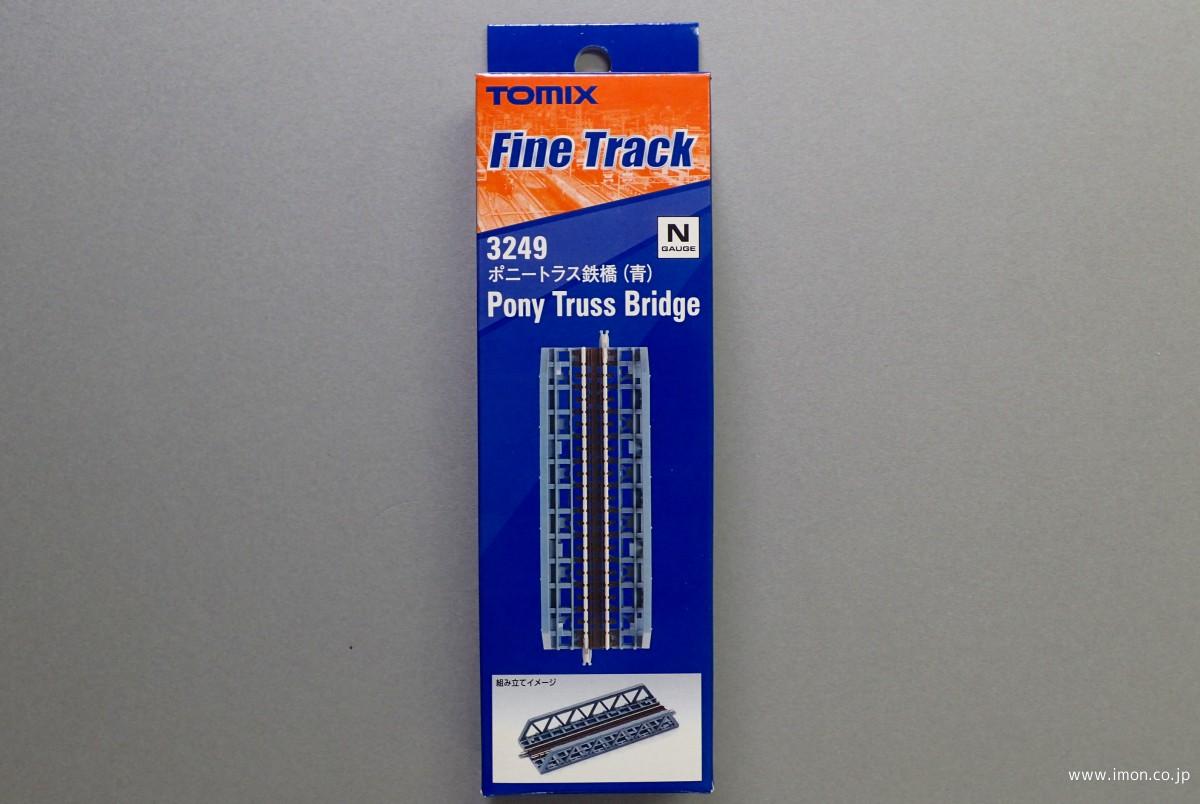 TOMIX
Fine Track
3249
N
GAUGE
ポニートラス鉄橋（青）
Pony Truss Bridge
組み立てイメージ
www.imon.co.jp